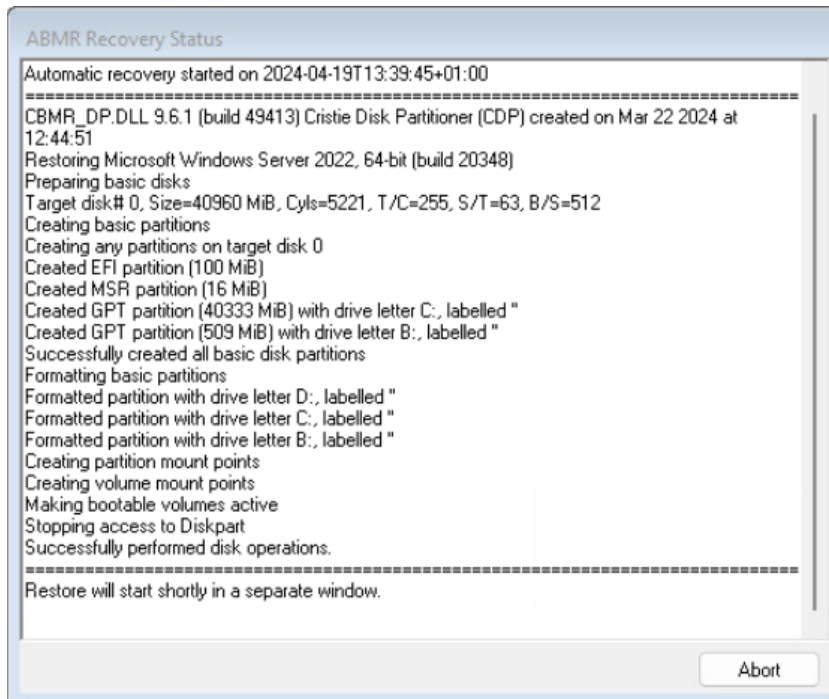 ABMR Recovery Status
Automatic recovery started on 2024-04-19T13:39:45+01:00
================================================================================
CBMR_DP.DLL 9.6.1 (build 49413) Cristie Disk Partitioner (CDP) created on Mar 22 2024 at
12:44:51
Restoring Microsoft Windows Server 2022, 64-bit (build 20348)
Preparing basic disks
Target disk# 0, Size=40960 MiB, Cyls=5221, T/C=255, S/T=63, B/S=512
Creating basic partitions
Creating any partitions on target disk 0
Created EFI partition (100 MiB)
Created MSR partition (16 MiB)
Created GPT partition (40333 MiB) with drive letter C:, labelled ''
Created GPT partition (509 MiB) with drive letter B:, labelled ''
Successfully created all basic disk partitions
Formatting basic partitions
Formatted partition with drive letter D:, labelled ''
Formatted partition with drive letter C:, labelled ''
Formatted partition with drive letter B:, labelled ''
Creating partition mount points
Creating volume mount points
Making bootable volumes active
Stopping access to Diskpart
Successfully performed disk operations.
================================================================================
Restore will start shortly in a separate window.
Abort